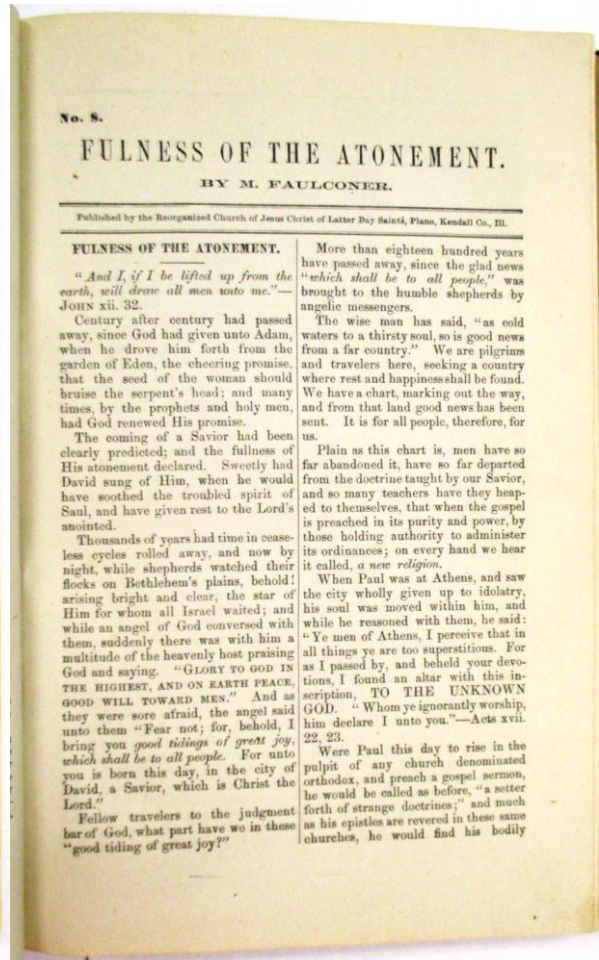 No. 8.
FULNESS OF THE ATONEMENT.
BY M. FAULCONER.
Published by the Reorganized Church of Jesus Christ of Latter Day Saints, Plano, Kendall Co., Ill.
FULNESS OF THE ATONEMENT.
"And I, if I be lifted up from the
earth, will draw all men unto me."—
JOHN xii. 32.
Century after century had passed
away, since God had given unto Adam,
when he drove him forth from the
garden of Eden, the cheering promise,
that the seed of the woman should
bruise the serpent's head; and many
times, by the prophets and holy men,
had God renewed His promise.
The coming of a Savior had been
clearly predicted; and the fullness of
His atonement declared. Sweetly had
David sung of Him, when he would
have soothed the troubled spirit of
Saul, and have given rest to the Lord's
anointed.
Thousands of years had time in cease-
less cycles rolled away, and now by
night, while shepherds watched their
flocks on Bethlehem's plains, behold!
arising bright and clear, the star of
Him for whom all Israel waited; and
while an angel of God conversed with
them, suddenly there was with him a
multitude of the heavenly host praising
God and saying. "GLORY TO GOD IN
THE HIGHEST, AND ON EARTH PEACE,
GOOD WILL TOWARD MEN." And as
they were sore afraid, the angel said
unto them "Fear not; for, behold, I
bring you good tidings of great joy,
which shall be to all people. For unto
you is born this day, in the city of
David, a Savior, which is Christ the
Lord."
Fellow travelers to the judgment
bar of God, what part have we in these
"good tiding of great joy?"
More than eighteen hundred years
have passed away, since the glad news
"which shall be to all people," was
brought to the humble shepherds by
angelic messengers.
The wise man has said, "as cold
waters to a thirsty soul, so is good news
from a far country." We are pilgrims
and travelers here, seeking a country
where rest and happiness shall be found.
We have a chart, marking out the way,
and from that land good news has been
sent. It is for all people, therefore, for
us.
Plain as this chart is, men have so
far abandoned it, have so far departed
from the doctrine taught by our Savior,
and so many teachers have they heap-
ed to themselves, that when the gospel
is preached in its purity and power, by
those holding authority to administer
its ordinances; on every hand we hear
it called, a new religion.
When Paul was at Athens, and saw
the city wholly given up to idolatry,
his soul was moved within him, and
while he reasoned with them, he said:
"Ye men of Athens, I perceive that in
all things ye are too superstitious. For
as I passed by, and beheld your devo-
tions, I found an altar with this in-
scription, TO THE UNKNOWN
GOD. "Whom ye ignorantly worship,
him declare I unto you."—Acts xvii.
22, 23.
Were Paul this day to rise in the
pulpit of any church denominated
orthodox, and preach a gospel sermon,
he would be called as before, "a setter
forth of strange doctrines;" and much
as his epistles are revered in these same
churches, he would find his bodily